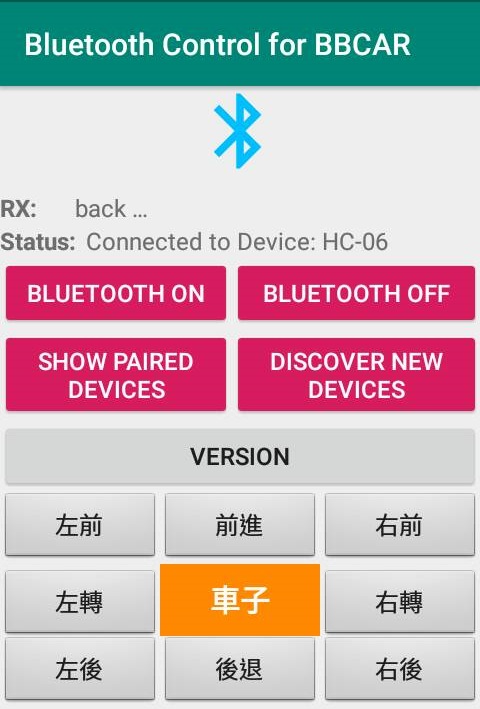 Bluetooth Control for BBCAR
RX: back ...
Status: Connected to Device: HC-06
BLUETOOTH ON BLUETOOTH OFF
SHOW PAIRED DEVICES
DISCOVER NEW DEVICES
VERSION
左前 前進 右前
左轉 車子 右轉
左後 後退 右後